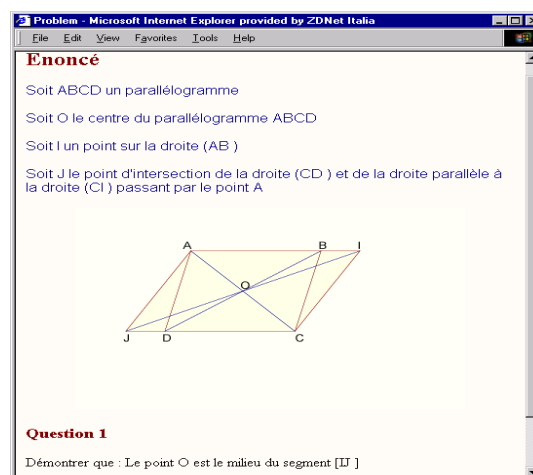 Problem - Microsoft Internet Explorer provided by ZDNet Italia
File Edit View Favorites Tools Help
Enoncé
Soit ABCD un parallélogramme
Soit O le centre du parallélogramme ABCD
Soit I un point sur la droite (AB )
Soit J le point d'intersection de la droite (CD ) et de la droite parallèle à
la droite (CI ) passant par le point A
A B I
O
J D C
Question 1
Démontrer que : Le point O est le milieu du segment [IJ ]